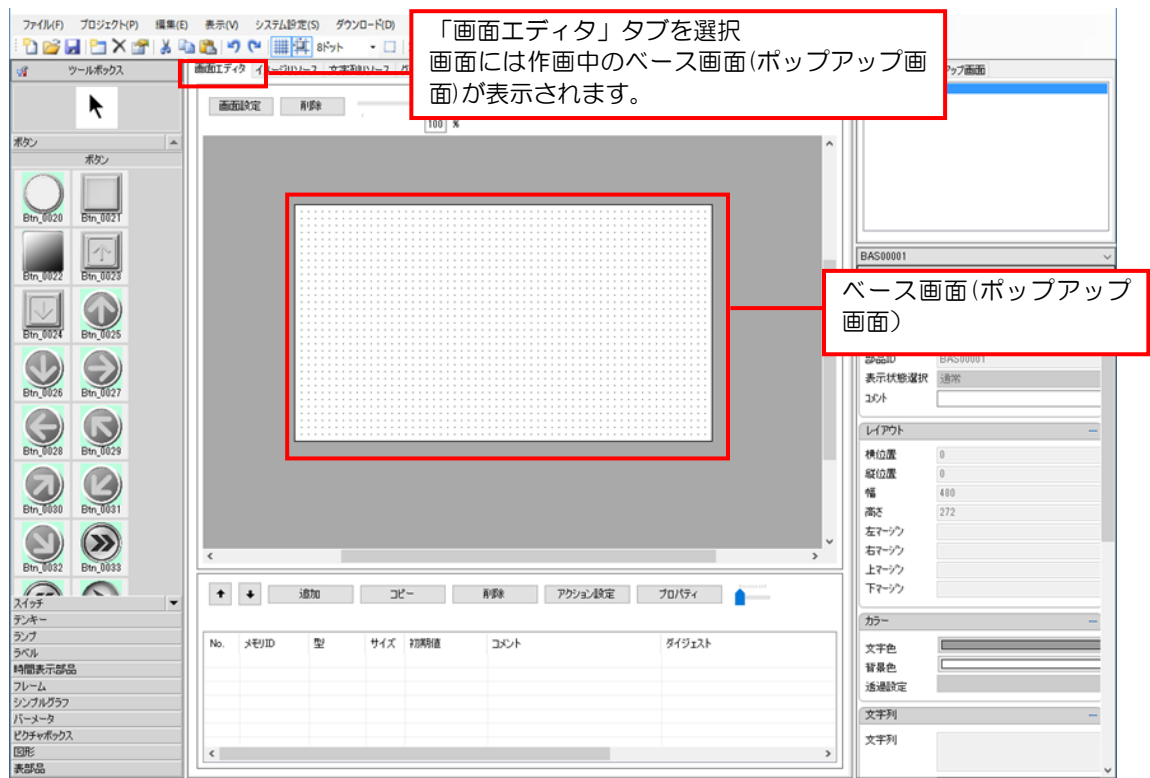 ファイル(F) プロジェクト(P) 編集(E) 表示(V) システム設定(S) ダウンロード(D)
「画面エディタ」タブを選択
画面には作画中のベース画面(ポップアップ画
面)が表示されます。
8ドット
ツールボックス
画面エディタ
画面設定 削除
100 %
ボタン
ボタン
Btn_0020 Btn_0021
Btn_0022 Btn_0023
Btn_0024 Btn_0025
Btn_0026 Btn_0027
Btn_0028 Btn_0029
Btn_0030 Btn_0031
Btn_0032 Btn_0033
スイッチ
テンキー
ランプ
ラベル
時間表示部品
フレーム
シンプルグラフ
バーメータ
ピクチャボックス
図形
表部品
BAS00001
ベース画面(ポップアップ
画面)
部品ID BAS00001
表示状態選択 通常
コメント
レイアウト
横位置 0
縦位置 0
幅 480
高さ 272
左マージン
右マージン
上マージン
下マージン
カラー
文字色
背景色
透過設定
文字列
文字列
追加 コピー 削除 アクション設定 プロパティ
No. メモリID 型 サイズ 初期値 コメント ダイジェスト